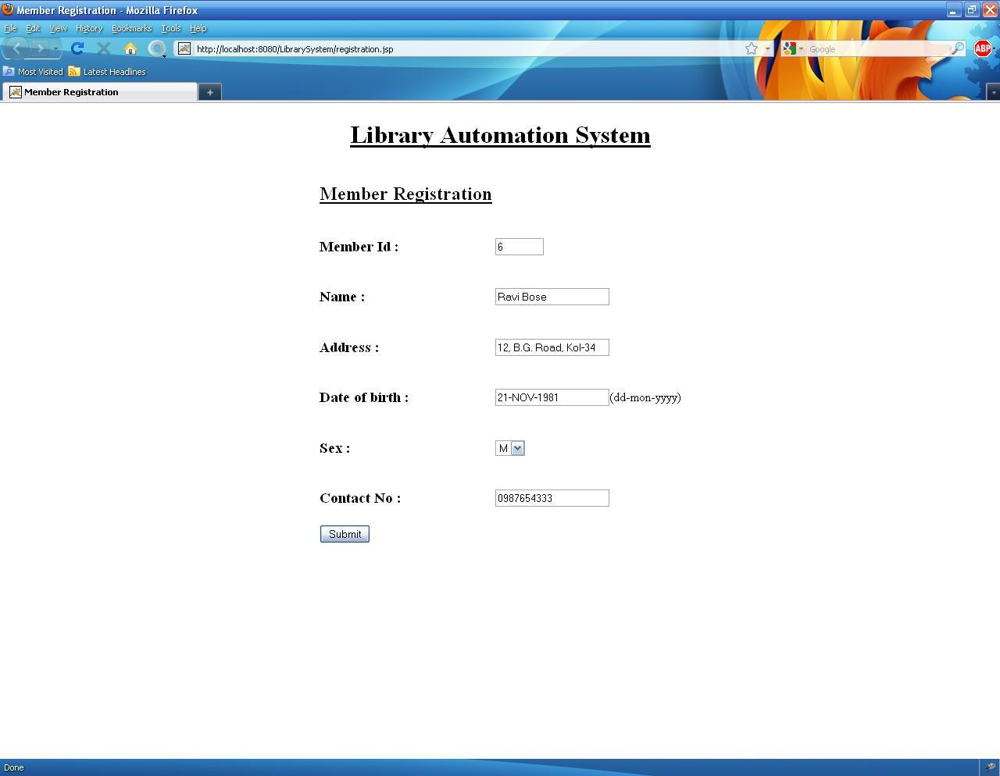 Member Registration - Mozilla Firefox
File Edit View History Bookmarks Tools Help
http://localhost:8080/LibrarySystem/registration.jsp
Google
ABP
Most Visited Latest Headlines
Member Registration
Library Automation System
Member Registration
Member Id : 6
Name : Ravi Bose
Address : 12, B.G. Road, Kol-34
Date of birth : 21-NOV-1981 (dd-mon-yyyy)
Sex : M
Contact No : 0987654333
Submit
Done